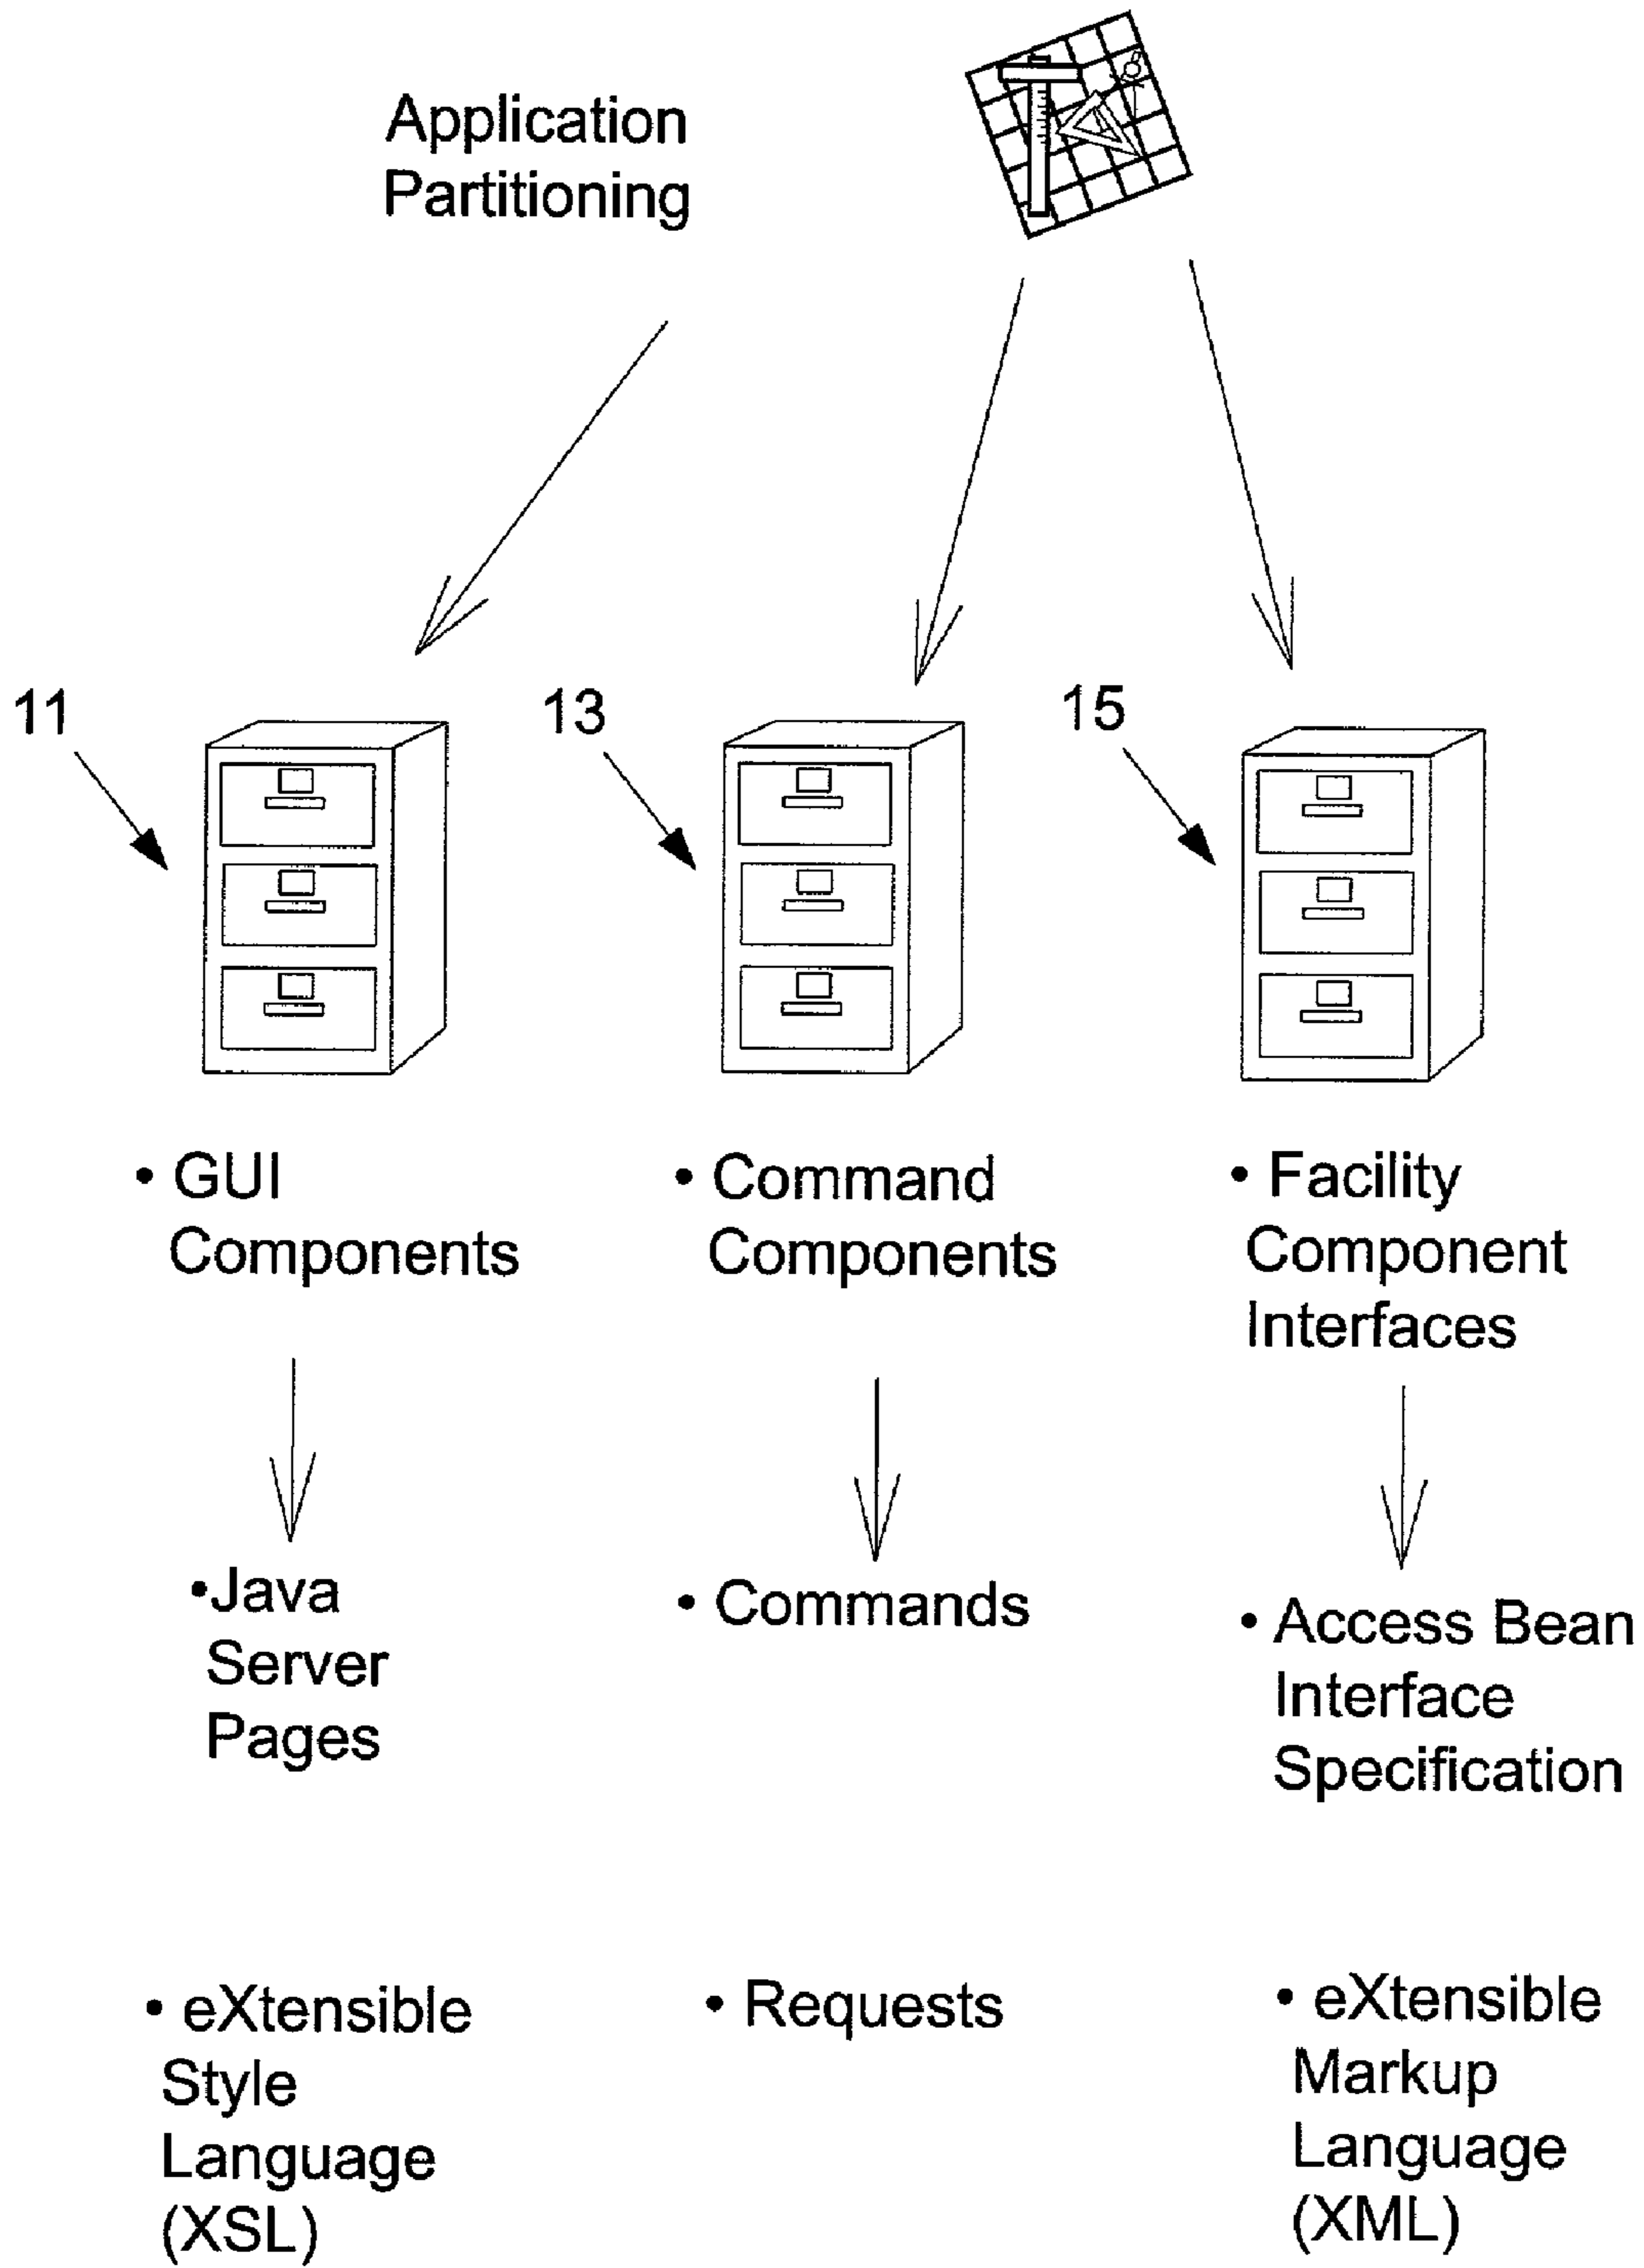 Application
Partitioning
11
13
15
• GUI
Components
• Command
Components
• Facility
Component
Interfaces
•Java
Server
Pages
• Commands
• Access Bean
Interface
Specification
• eXtensible
Style
Language
(XSL)
• Requests
• eXtensible
Markup
Language
(XML)